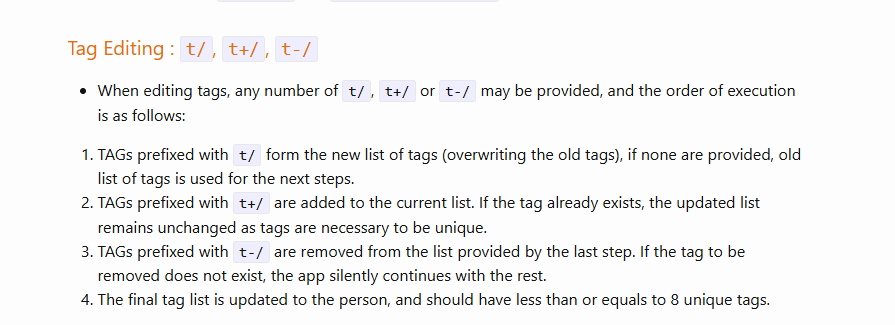 Tag Editing : t/, t+/, t-/
• When editing tags, any number of t/, t+/ or t-/ may be provided, and the order of execution
is as follows:
1. TAGs prefixed with t/ form the new list of tags (overwriting the old tags), if none are provided, old
list of tags is used for the next steps.
2. TAGs prefixed with t+/ are added to the current list. If the tag already exists, the updated list
remains unchanged as tags are necessary to be unique.
3. TAGs prefixed with t-/ are removed from the list provided by the last step. If the tag to be
removed does not exist, the app silently continues with the rest.
4. The final tag list is updated to the person, and should have less than or equals to 8 unique tags.